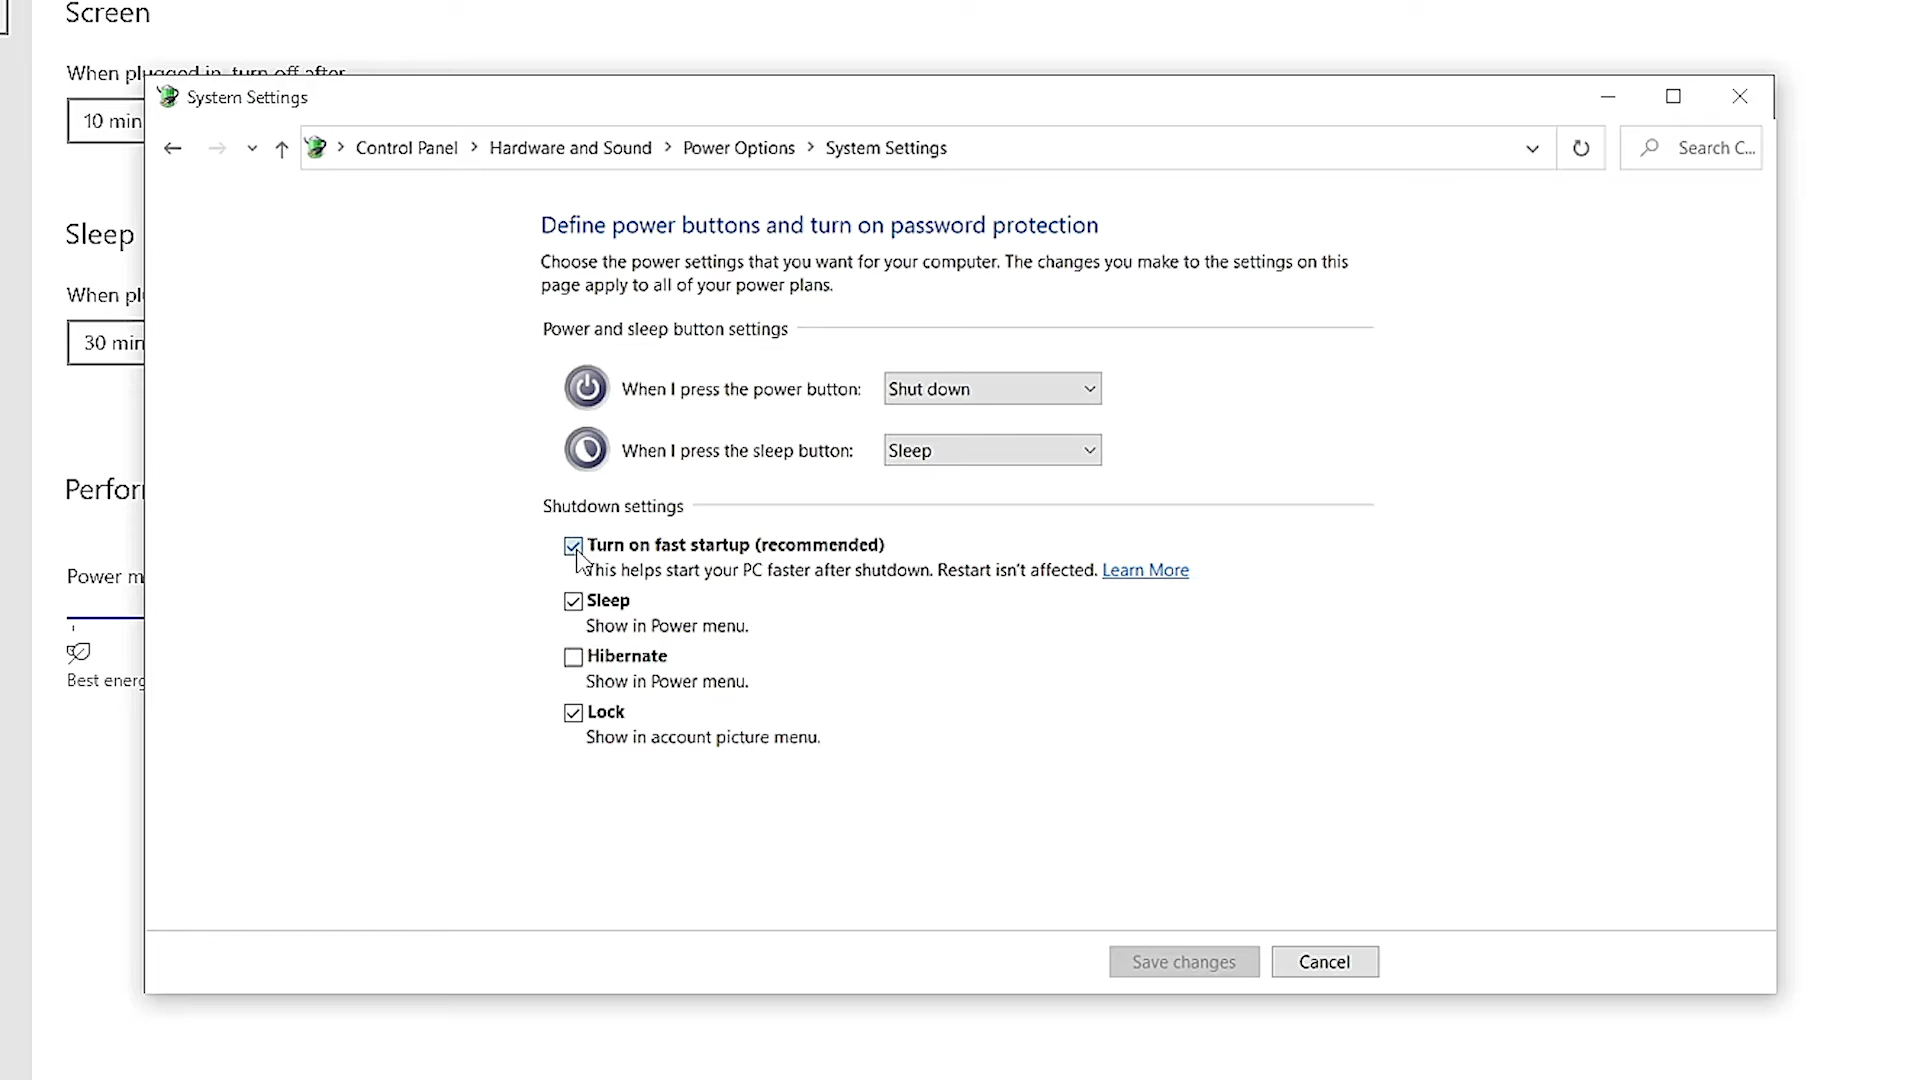 Screen
When plugged in, turn off after
10 min
Sleep
When pl
30 min
Perfor
Power m
Best energ
System Settings
Control Panel > Hardware and Sound > Power Options > System Settings
Search C...
Define power buttons and turn on password protection
Choose the power settings that you want for your computer. The changes you make to the settings on this
page apply to all of your power plans.
Power and sleep button settings
When I press the power button: Shut down
When I press the sleep button: Sleep
Shutdown settings
Turn on fast startup (recommended)
This helps start your PC faster after shutdown. Restart isn't affected. Learn More
Sleep
Show in Power menu.
Hibernate
Show in Power menu.
Lock
Show in account picture menu.
Save changes
Cancel